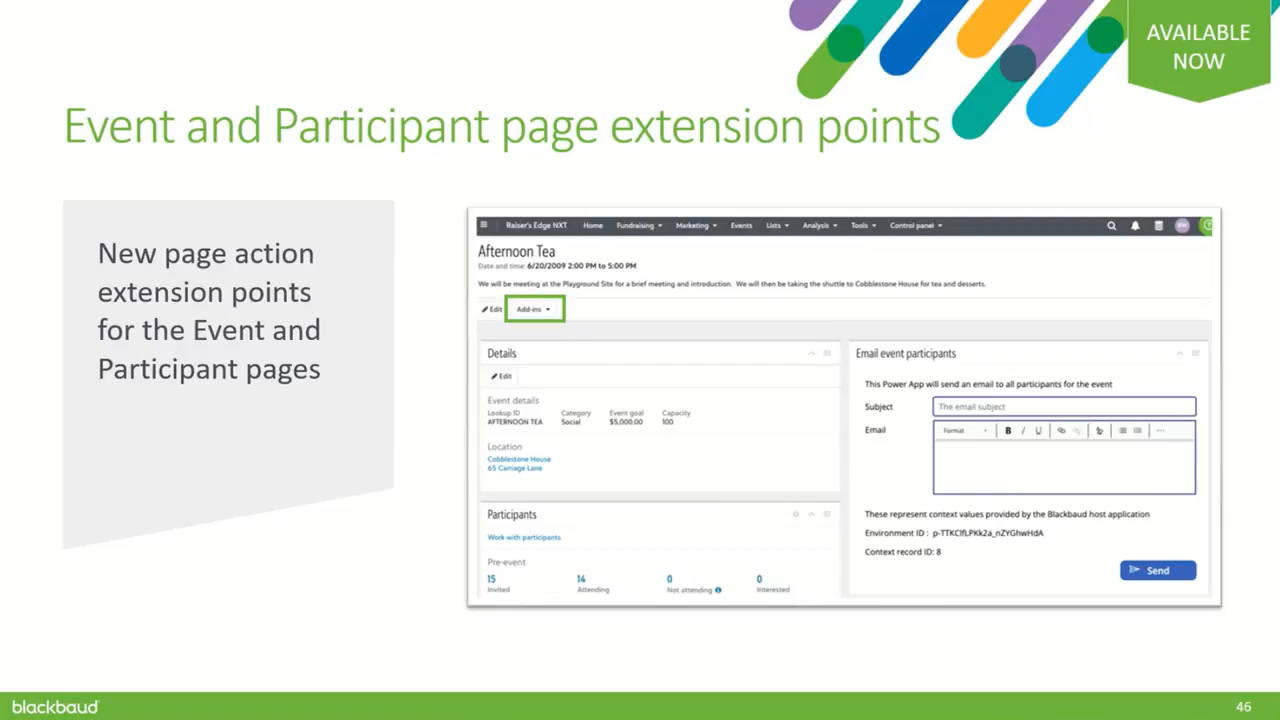 AVAILABLE
NOW
Event and Participant page extension points
New page action
extension points
for the Event and
Participant pages
Raiser's Edge NXT Home Fundraising Marketing Events Lists Analysis Tools Control panel
Afternoon Tea
Date and time: 6/20/2009 2:00 PM to 5:00 PM
We will be meeting at the Playground Site for a brief meeting and introduction. We will then be taking the shuttle to Cobblestone House for tea and desserts.
Edit Add-ins
Details
Edit
Event details
Lookup ID Category Event goal Capacity
AFTERNOON TEA Social $5,000.00 100
Location
Cobblestone House
65 Carriage Lane
Participants
Work with participants
Pre-event
15 14 0 0
Invited Attending Not attending Interested
Email event participants
This Power App will send an email to all participants for the event
Subject The email subject
Email Format B I U
These represent context values provided by the Blackbaud host application
Environment ID : p-TTKClfLPKk2a_nZYGhwHdA
Context record ID: 8
Send
blackbaud
46